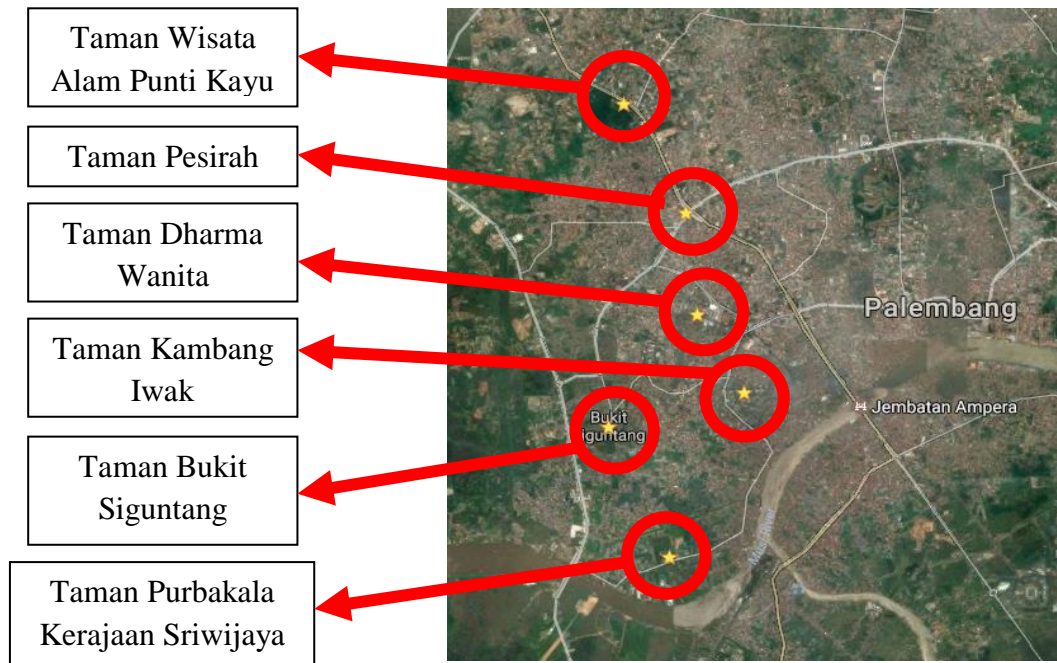 Taman Wisata
Alam Punti Kayu
Taman Pesirah
Taman Dharma
Wanita
Taman Kambang
Iwak
Taman Bukit
Siguntang
Taman Purbakala
Kerajaan Sriwijaya
Palembang
Jembatan Ampera
Bukit
Siguntang
Musi